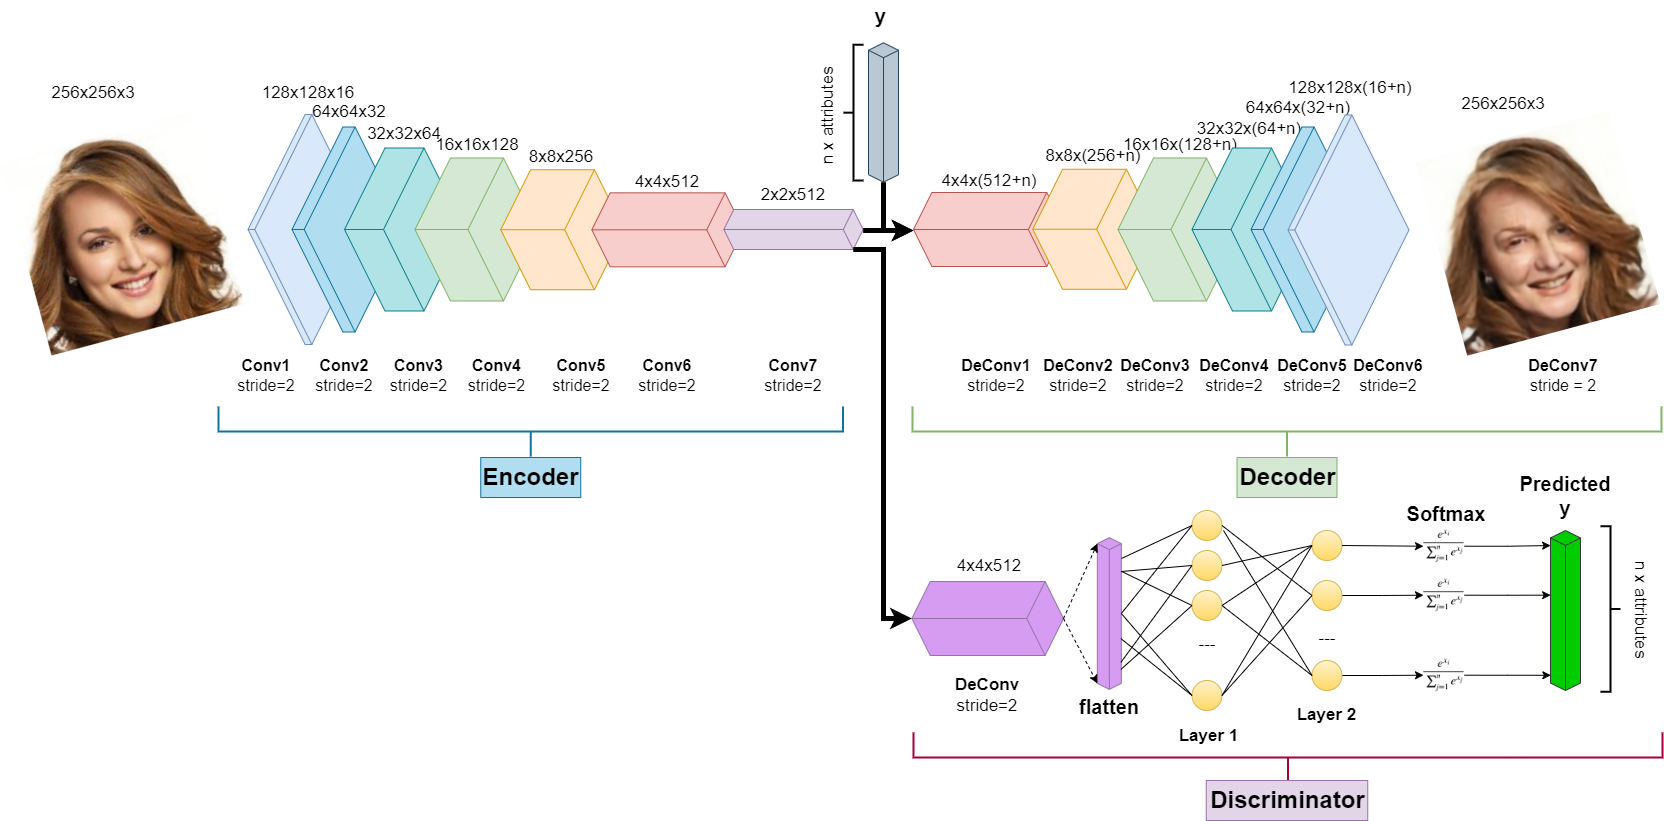 y
n x attributes
256x256x3
128x128x16
64x64x32
32x32x64
16x16x128
8x8x256
4x4x512
2x2x512
4x4x(512+n)
8x8x(256+n)
16x16x(128+n)
32x32x(64+n)
64x64x(32+n)
128x128x(16+n)
256x256x3
Conv1
stride=2
Conv2
stride=2
Conv3
stride=2
Conv4
stride=2
Conv5
stride=2
Conv6
stride=2
Conv7
stride=2
DeConv1
stride=2
DeConv2
stride=2
DeConv3
stride=2
DeConv4
stride=2
DeConv5
stride=2
DeConv6
stride=2
DeConv7
stride = 2
Encoder
Decoder
4x4x512
DeConv
stride=2
flatten
---
Layer 1
---
Layer 2
Softmax
e^{x_i} / \sum_{j=1}^{n} e^{x_j}
e^{x_i} / \sum_{j=1}^{n} e^{x_j}
e^{x_i} / \sum_{j=1}^{n} e^{x_j}
Predicted
y
n x attributes
Discriminator